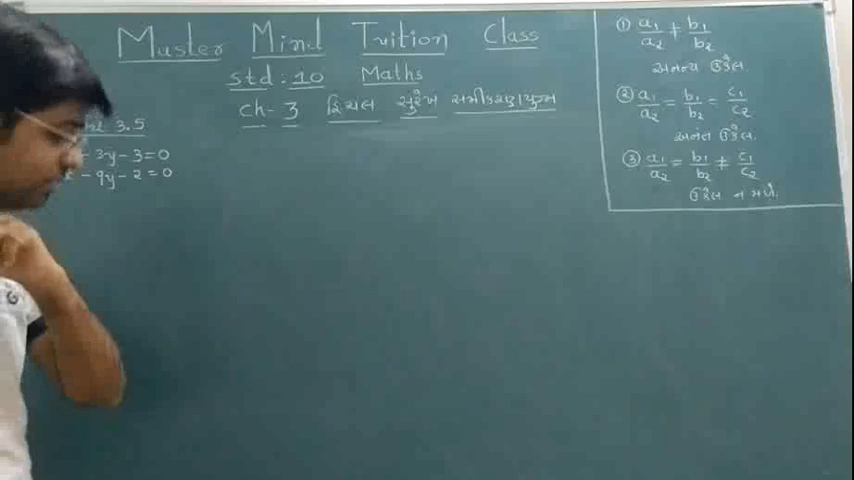 Master Mind Tuition Class
std : 10 Maths
ch- 3 દ્વિચલ સુરેખ સમીકરણયુગ્મ
3.5
- 3y - 3 = 0
- 9y - 2 = 0
① a₁/a₂ ≠ b₁/b₂
અનન્ય ઉકેલ
② a₁/a₂ = b₁/b₂ = c₁/c₂
અનંત ઉકેલ.
③ a₁/a₂ = b₁/b₂ ≠ c₁/c₂
ઉકેલ ન મળે.